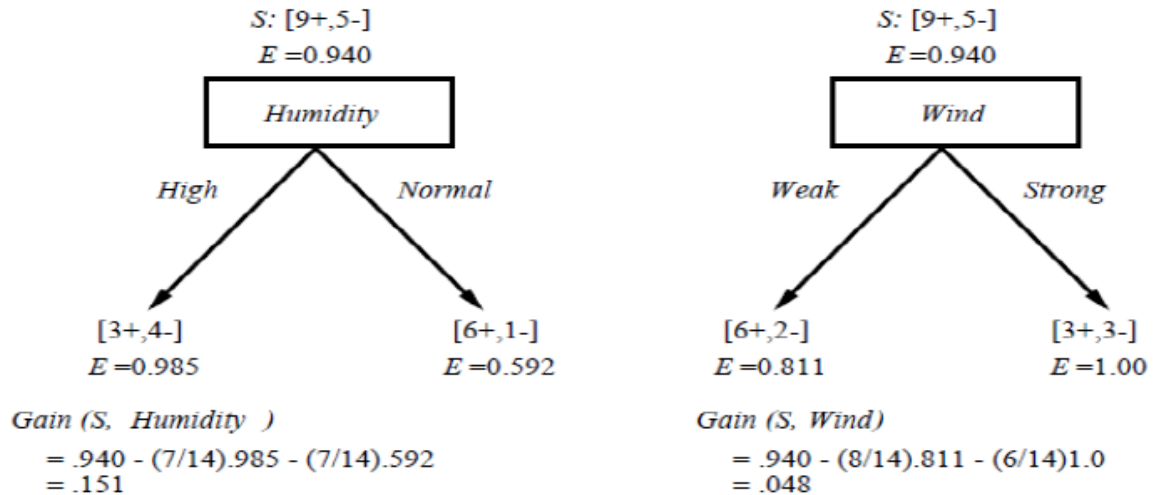 S: [9+,5-]
E =0.940
Humidity
High
Normal
[3+,4-]
E =0.985
[6+,1-]
E =0.592
Gain (S, Humidity )
= .940 - (7/14).985 - (7/14).592
= .151
S: [9+,5-]
E =0.940
Wind
Weak
Strong
[6+,2-]
E =0.811
[3+,3-]
E =1.00
Gain (S, Wind)
= .940 - (8/14).811 - (6/14)1.0
= .048